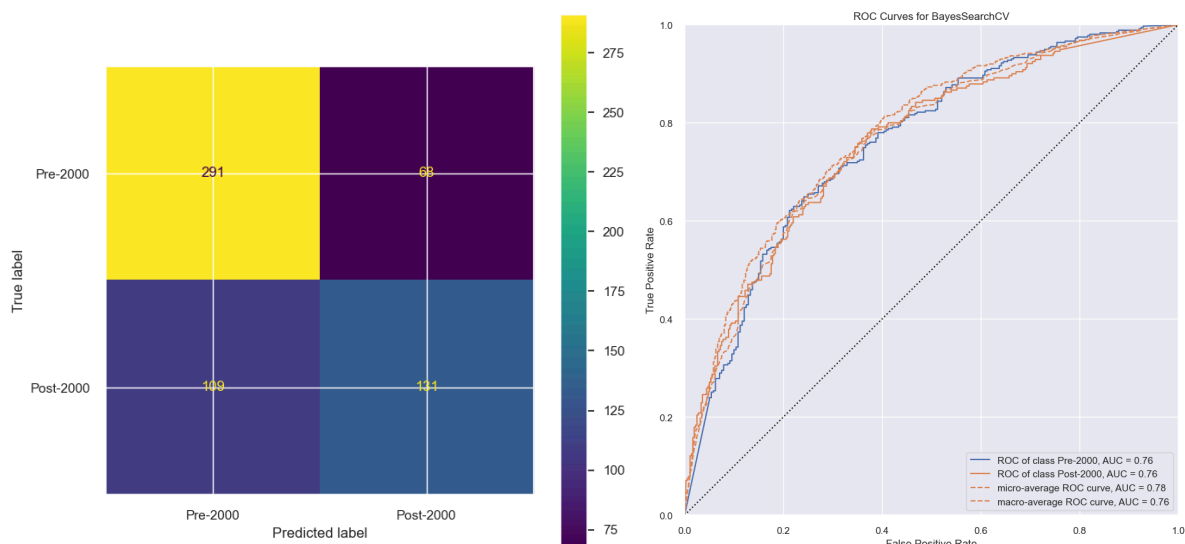 Pre-2000
Post-2000
True label
291
68
109
131
Pre-2000
Post-2000
Predicted label
275
250
225
200
175
150
125
100
75
ROC Curves for BayesSearchCV
1.0
0.8
0.6
0.4
0.2
0.0
True Positive Rate
ROC of class Pre-2000, AUC = 0.76
ROC of class Post-2000, AUC = 0.76
micro-average ROC curve, AUC = 0.78
macro-average ROC curve, AUC = 0.76
0.0
0.2
0.4
0.6
0.8
1.0
False Positive Rate